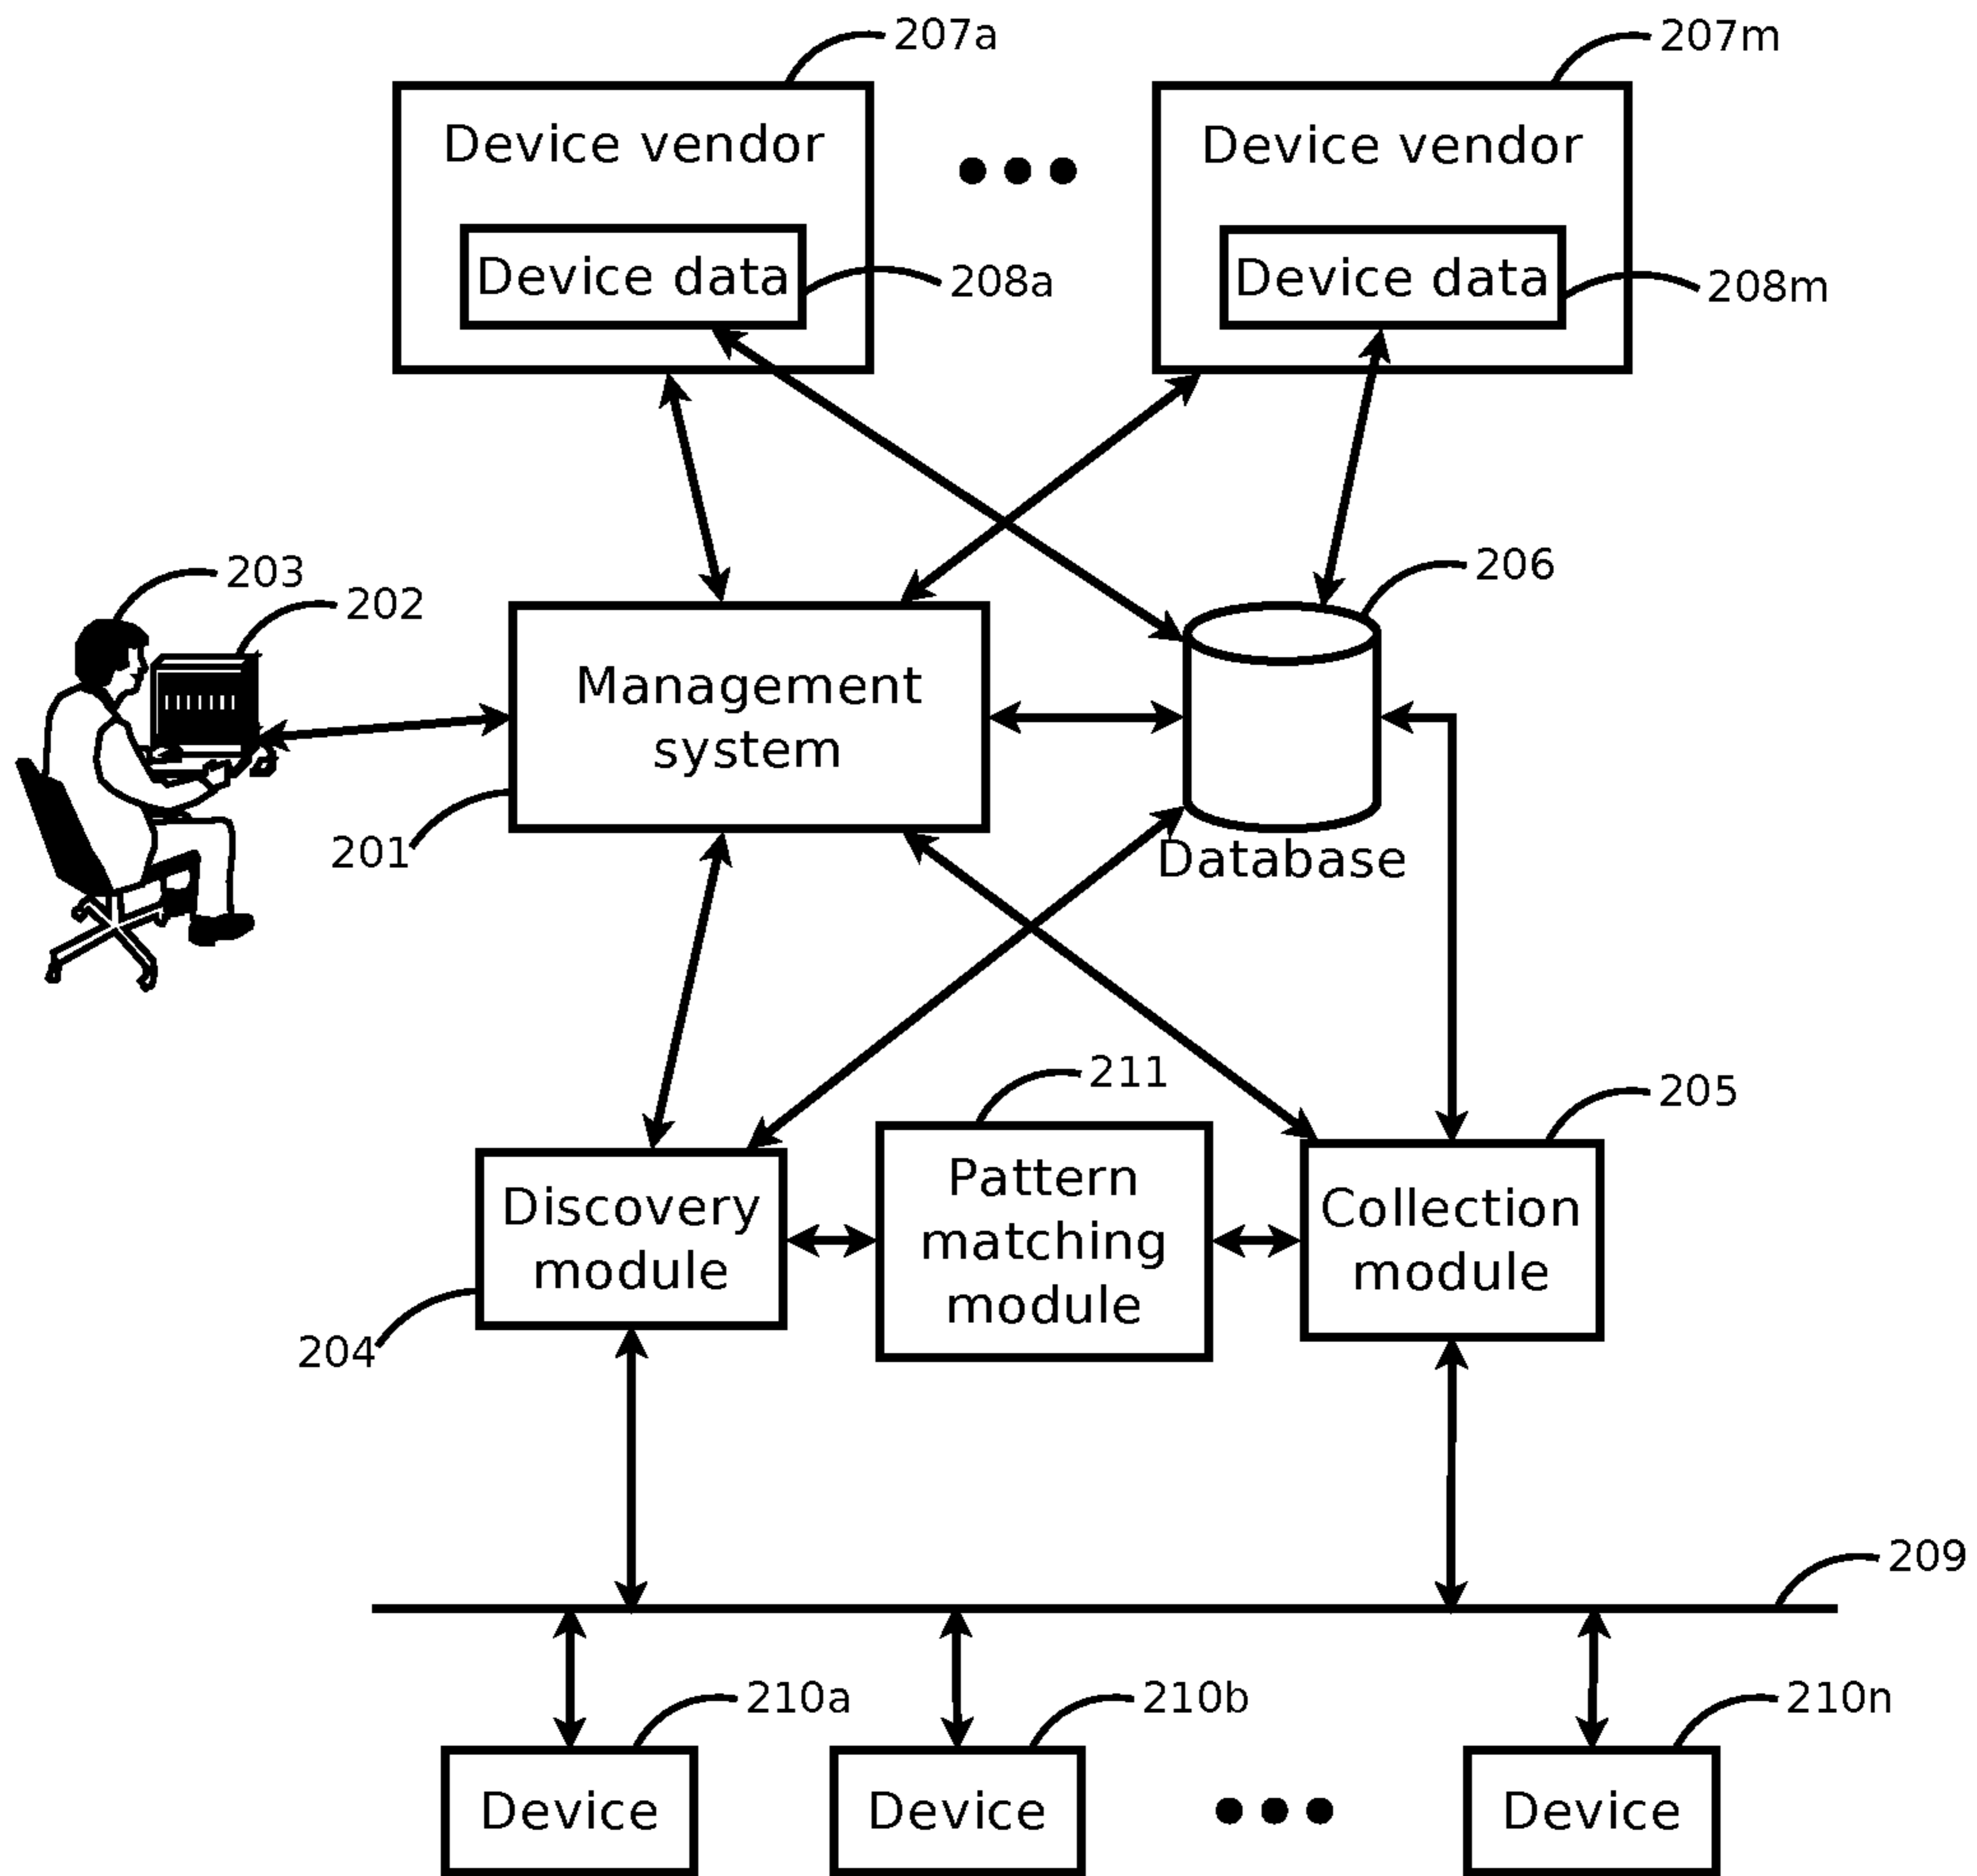 207a
207m
Device vendor
Device vendor
Device data
208a
Device data
208m
203
202
206
Management
system
201
Database
211
205
Discovery
module
Pattern
matching
module
Collection
module
204
209
210a
210b
210n
Device
Device
Device